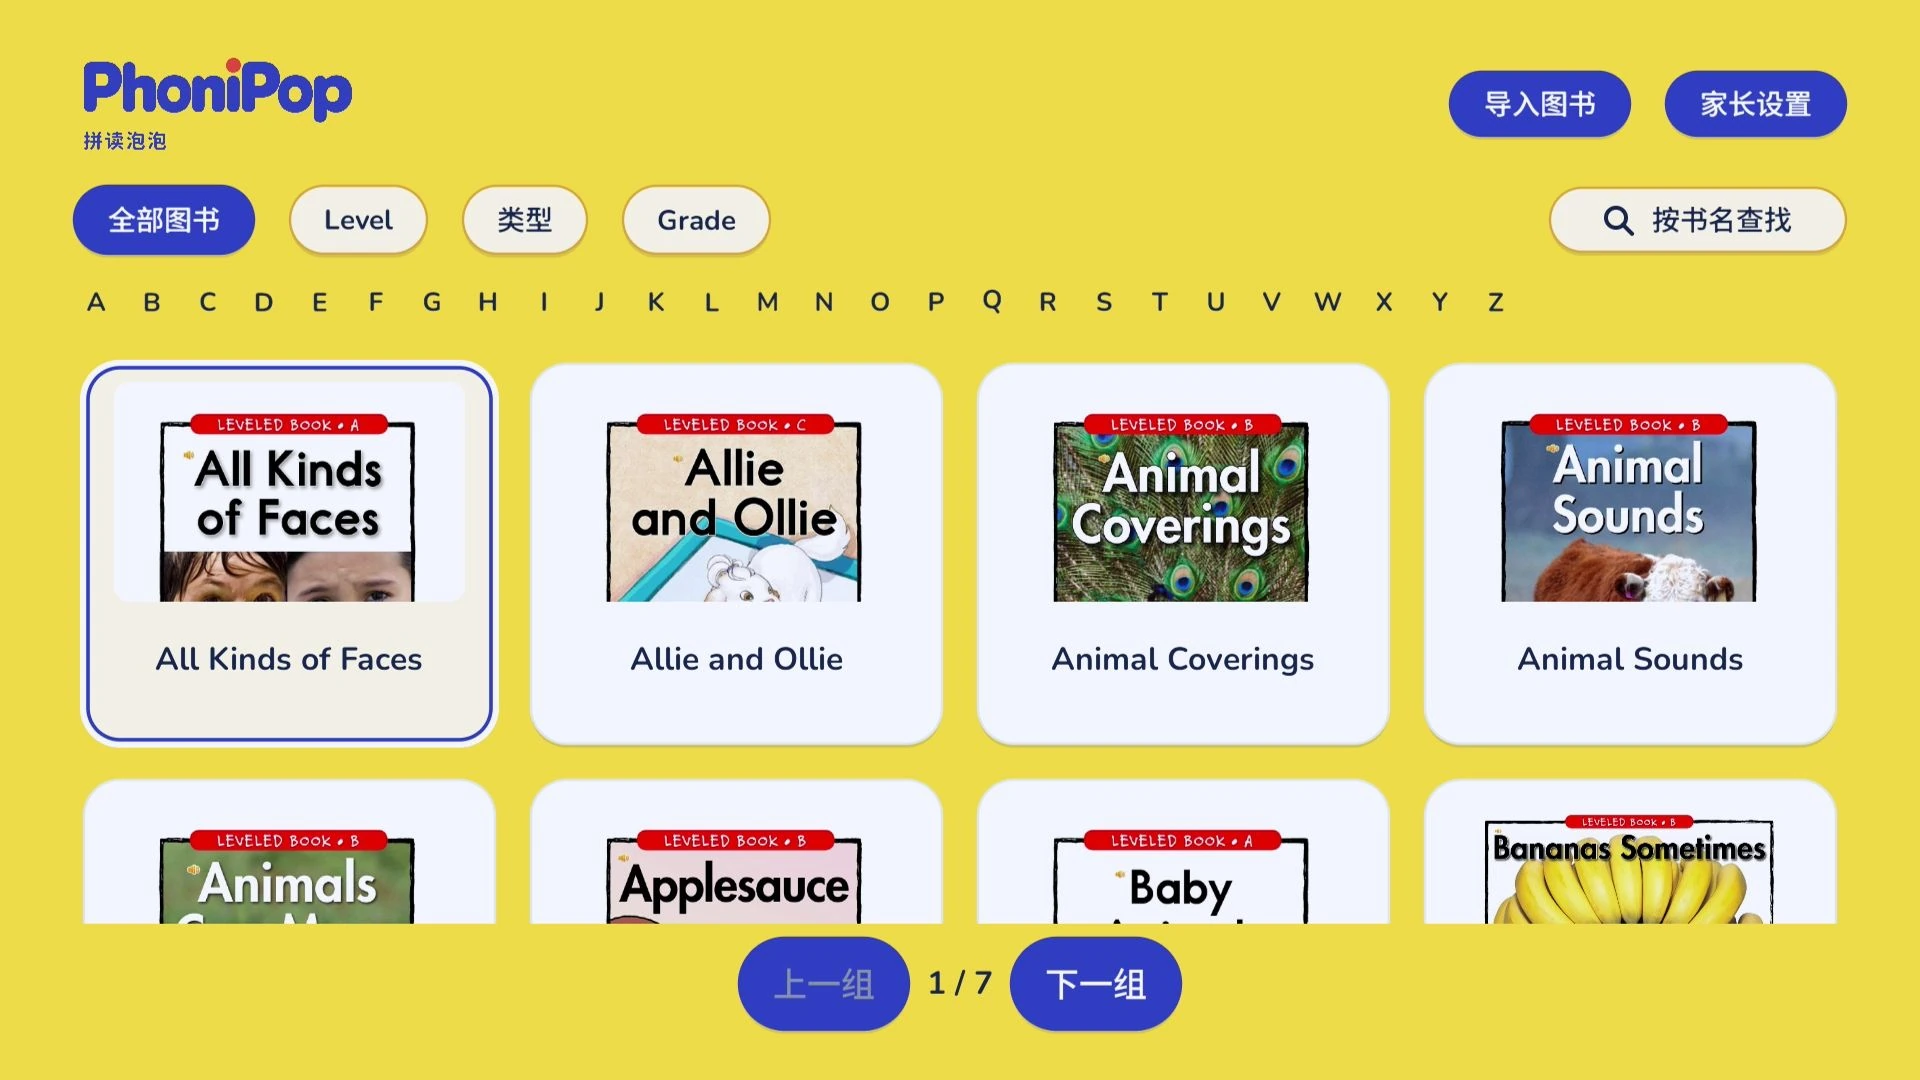 PhoniPop
拼读泡泡
导入图书
家长设置
全部图书
Level
类型
Grade
按书名查找
A B C D E F G H I J K L M N O P Q R S T U V W X Y Z
LEVELED BOOK • A
All Kinds
of Faces
All Kinds of Faces
LEVELED BOOK • C
Allie
and Ollie
Allie and Ollie
LEVELED BOOK • B
Animal
Coverings
Animal Coverings
LEVELED BOOK • B
Animal
Sounds
Animal Sounds
LEVELED BOOK • B
Animals
LEVELED BOOK • B
Applesauce
LEVELED BOOK • A
Baby
LEVELED BOOK • B
Bananas Sometimes
上一组
1 / 7
下一组